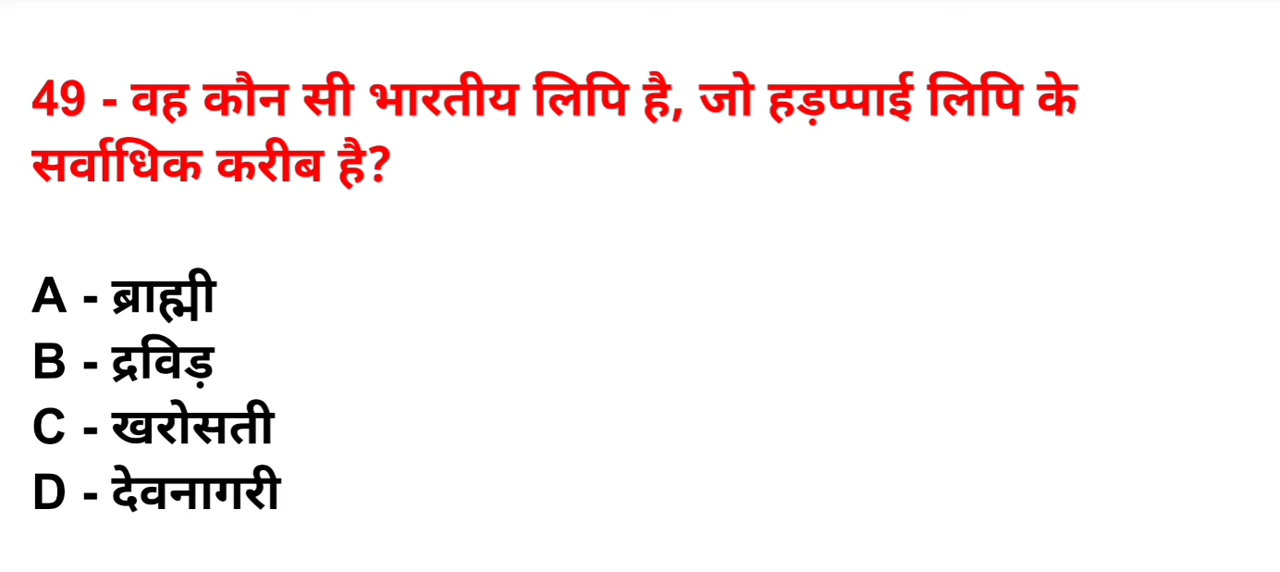 49 - वह कौन सी भारतीय लिपि है, जो हड़प्पाई लिपि के
सर्वाधिक करीब है?
A - ब्राह्मी
B - द्रविड़
C - खरोसती
D - देवनागरी